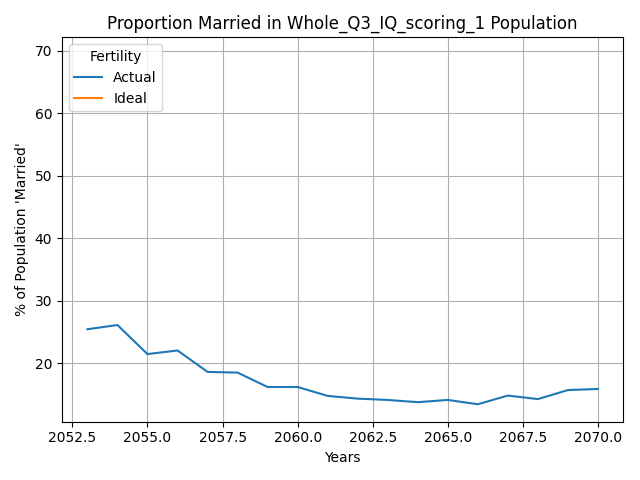 Proportion Married in Whole_Q3_IQ_scoring_1 Population
70
60
50
40
30
20
% of Population 'Married'
Fertility
Actual
Ideal
2052.5 2055.0 2057.5 2060.0 2062.5 2065.0 2067.5 2070.0
Years